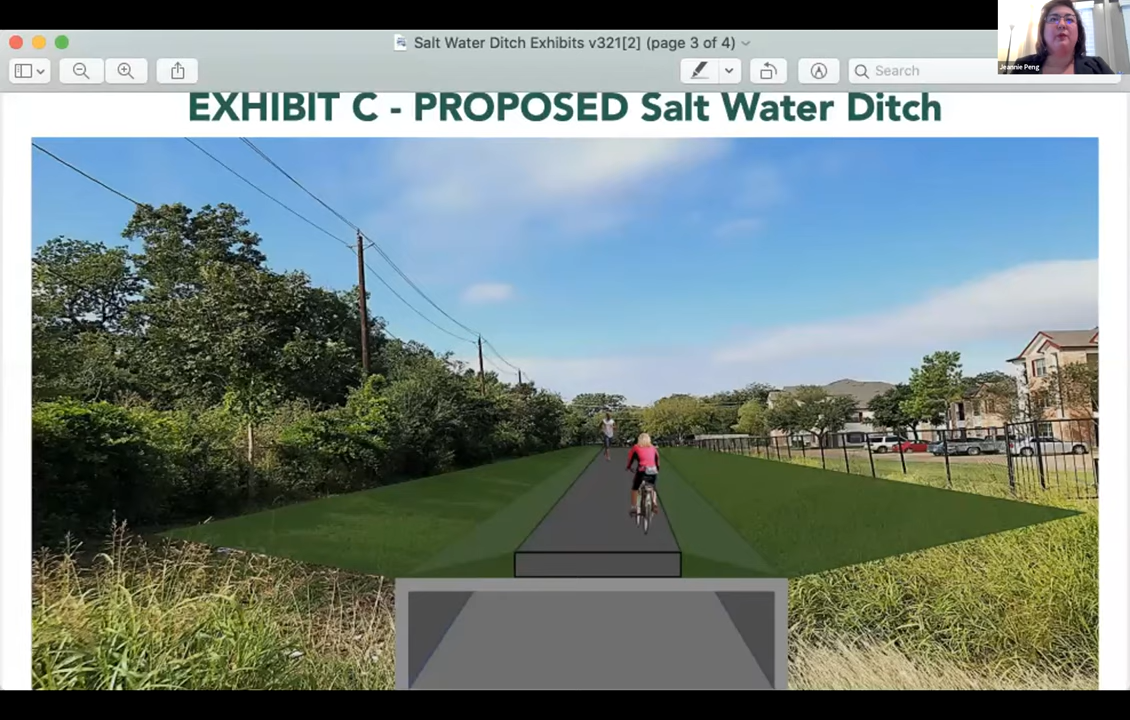 Salt Water Ditch Exhibits v321[2] (page 3 of 4)
Jeannie Peng
Search
EXHIBIT C - PROPOSED Salt Water Ditch